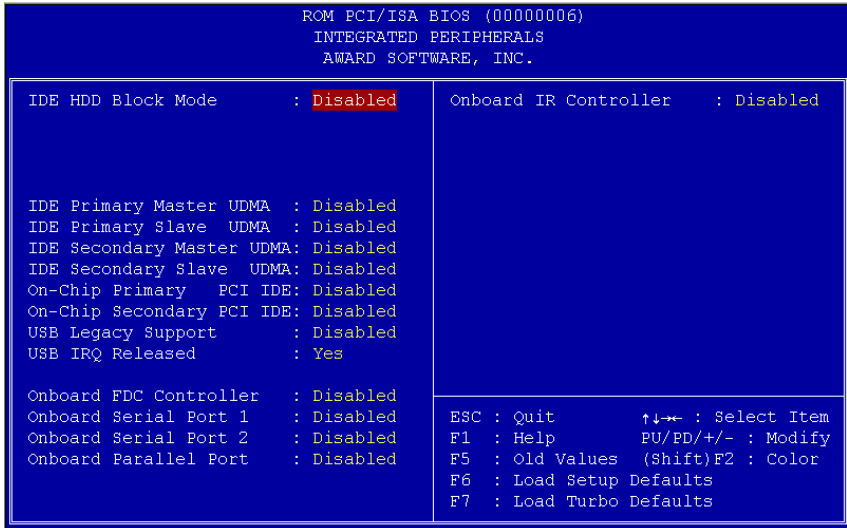 ROM PCI/ISA BIOS (00000006)
INTEGRATED PERIPHERALS
AWARD SOFTWARE, INC.
IDE HDD Block Mode : Disabled
IDE Primary Master UDMA : Disabled
IDE Primary Slave UDMA : Disabled
IDE Secondary Master UDMA: Disabled
IDE Secondary Slave UDMA: Disabled
On-Chip Primary PCI IDE: Disabled
On-Chip Secondary PCI IDE: Disabled
USB Legacy Support : Disabled
USB IRQ Released : Yes
Onboard FDC Controller : Disabled
Onboard Serial Port 1 : Disabled
Onboard Serial Port 2 : Disabled
Onboard Parallel Port : Disabled
Onboard IR Controller : Disabled
ESC : Quit ↑↓→← : Select Item
F1 : Help PU/PD/+/- : Modify
F5 : Old Values (Shift)F2 : Color
F6 : Load Setup Defaults
F7 : Load Turbo Defaults